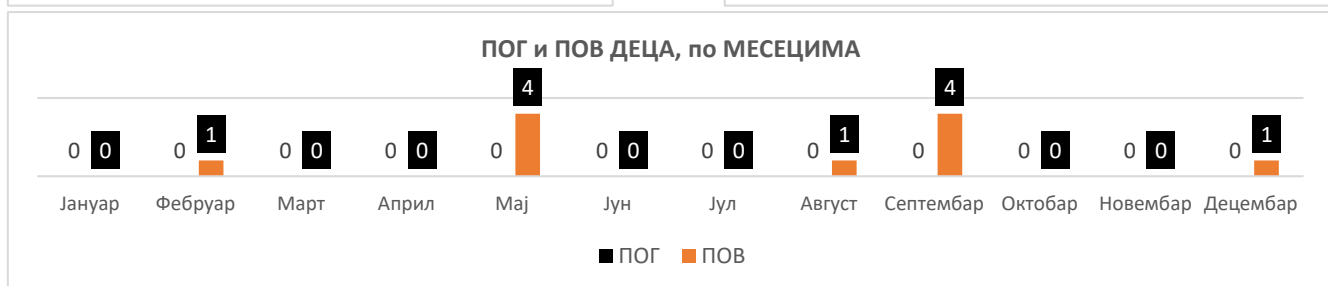 ПОГ и ПОВ ДЕЦА, по МЕСЕЦИМА
4 4
1 1 1
0 0 0 0 0 0 0 0 0 0 0 0 0 0 0 0 0 0 0 0
Јануар Фебруар Март Април Мај Јун Јул Август Септембар Октобар Новембар Децембар
ПОГ ПОВ